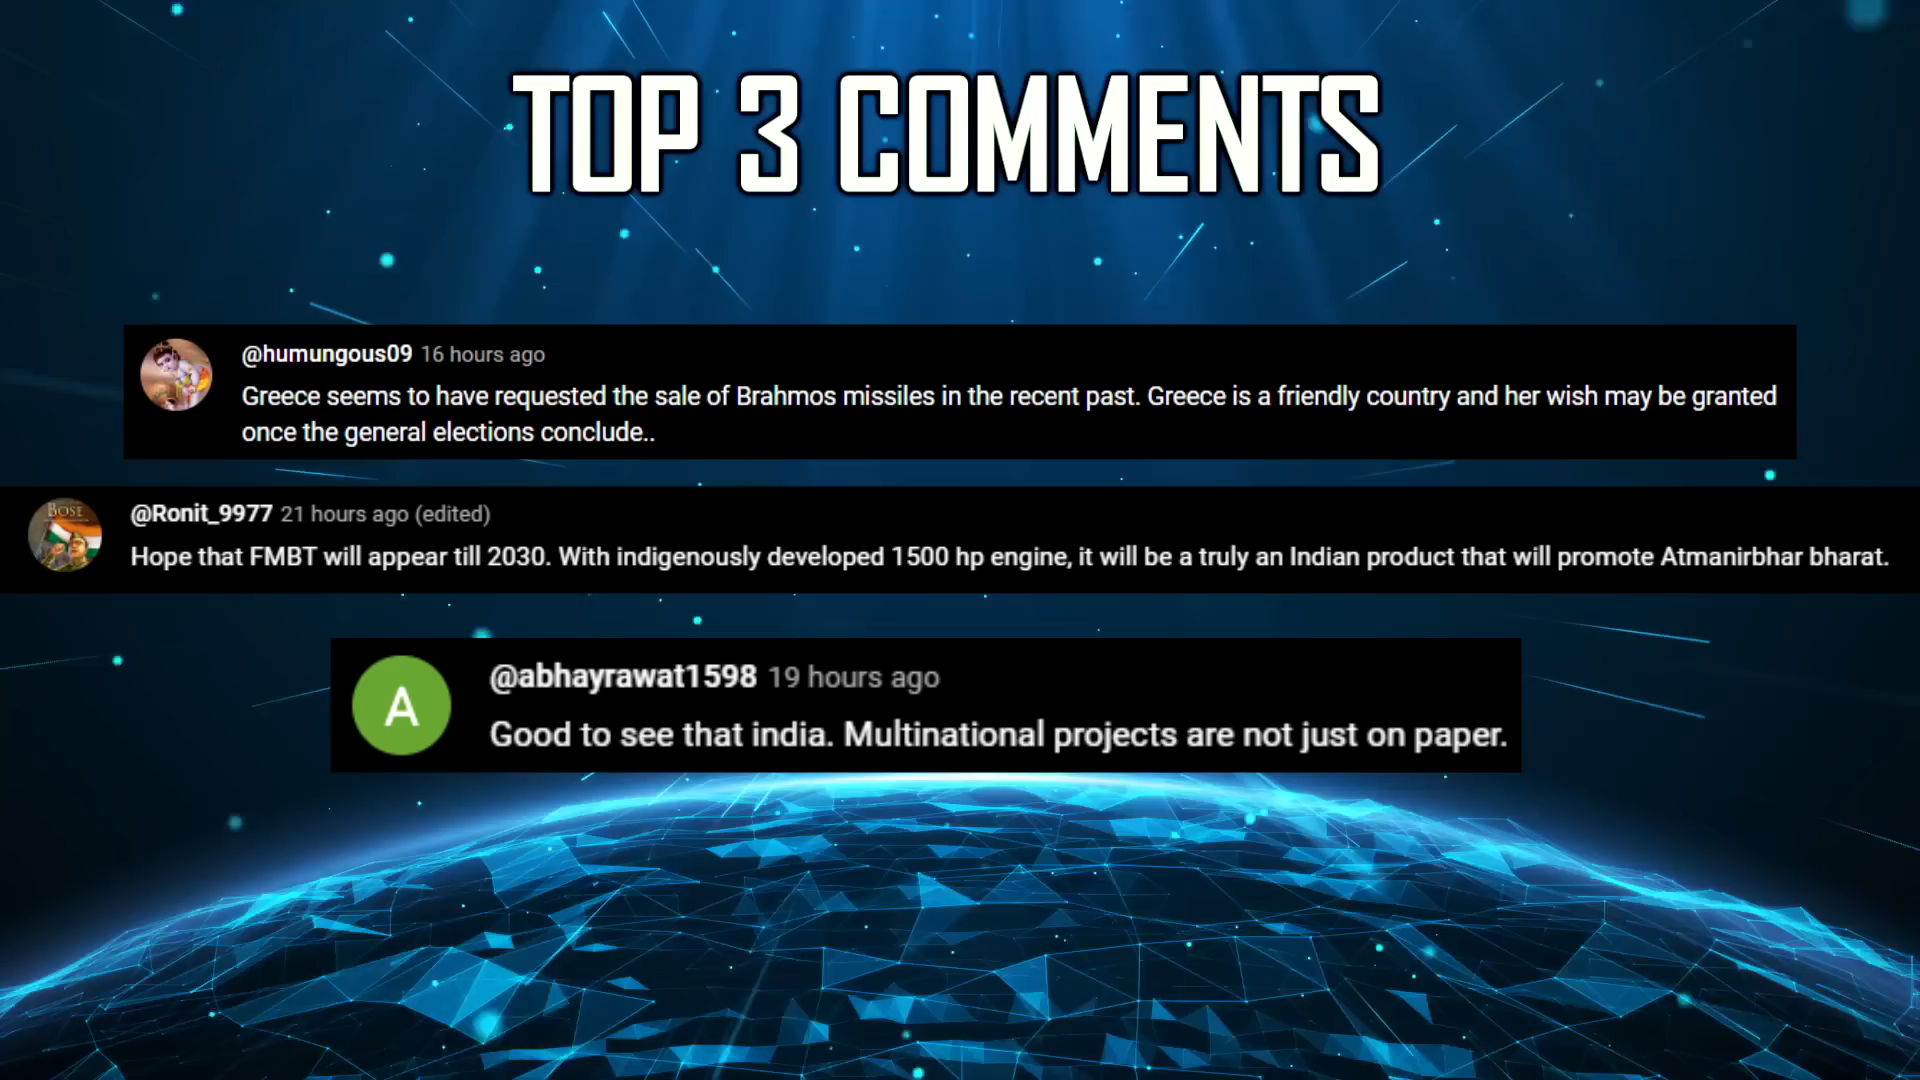 TOP 3 COMMENTS
@humungous09 16 hours ago
Greece seems to have requested the sale of Brahmos missiles in the recent past. Greece is a friendly country and her wish may be granted
once the general elections conclude..
BOSE
@Ronit_9977 21 hours ago (edited)
Hope that FMBT will appear till 2030. With indigenously developed 1500 hp engine, it will be a truly an Indian product that will promote Atmanirbhar bharat.
A
@abhayrawat1598 19 hours ago
Good to see that india. Multinational projects are not just on paper.